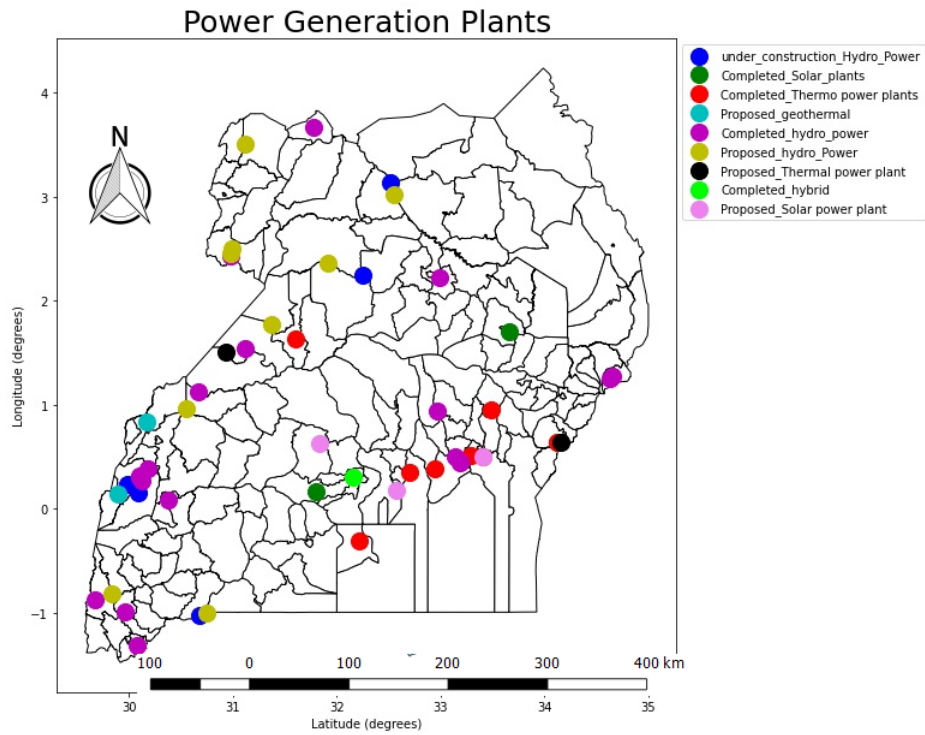 Power Generation Plants
under_construction_Hydro_Power
Completed_Solar_plants
Completed_Thermo power plants
Proposed_geothermal
Completed_hydro_power
Proposed_hydro_Power
Proposed_Thermal power plant
Completed_hybrid
Proposed_Solar power plant
N
4
3
2
1
0
−1
Longitude (degrees)
100 0 100 200 300 400 km
30 31 32 33 34 35
Latitude (degrees)